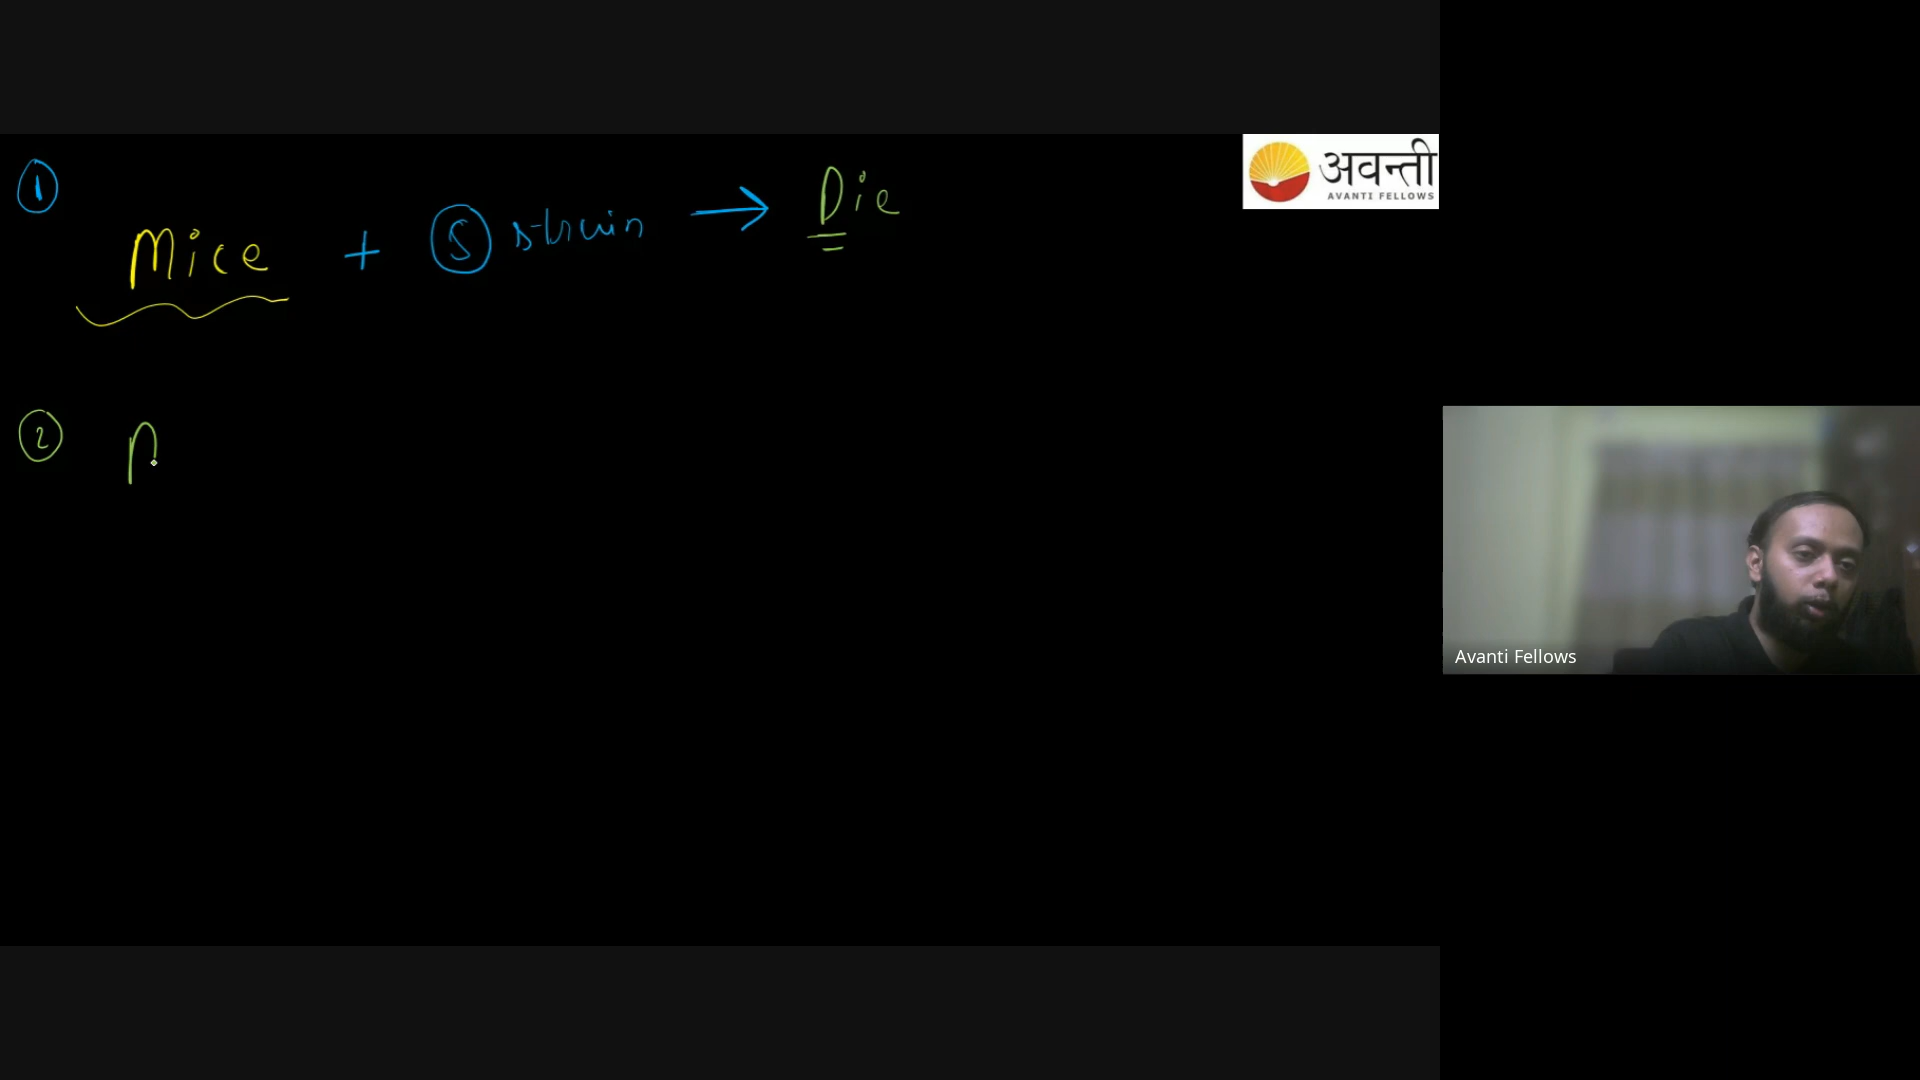 1
Mice + S strain → Die
अवन्ती
AVANTI FELLOWS
2
Avanti Fellows